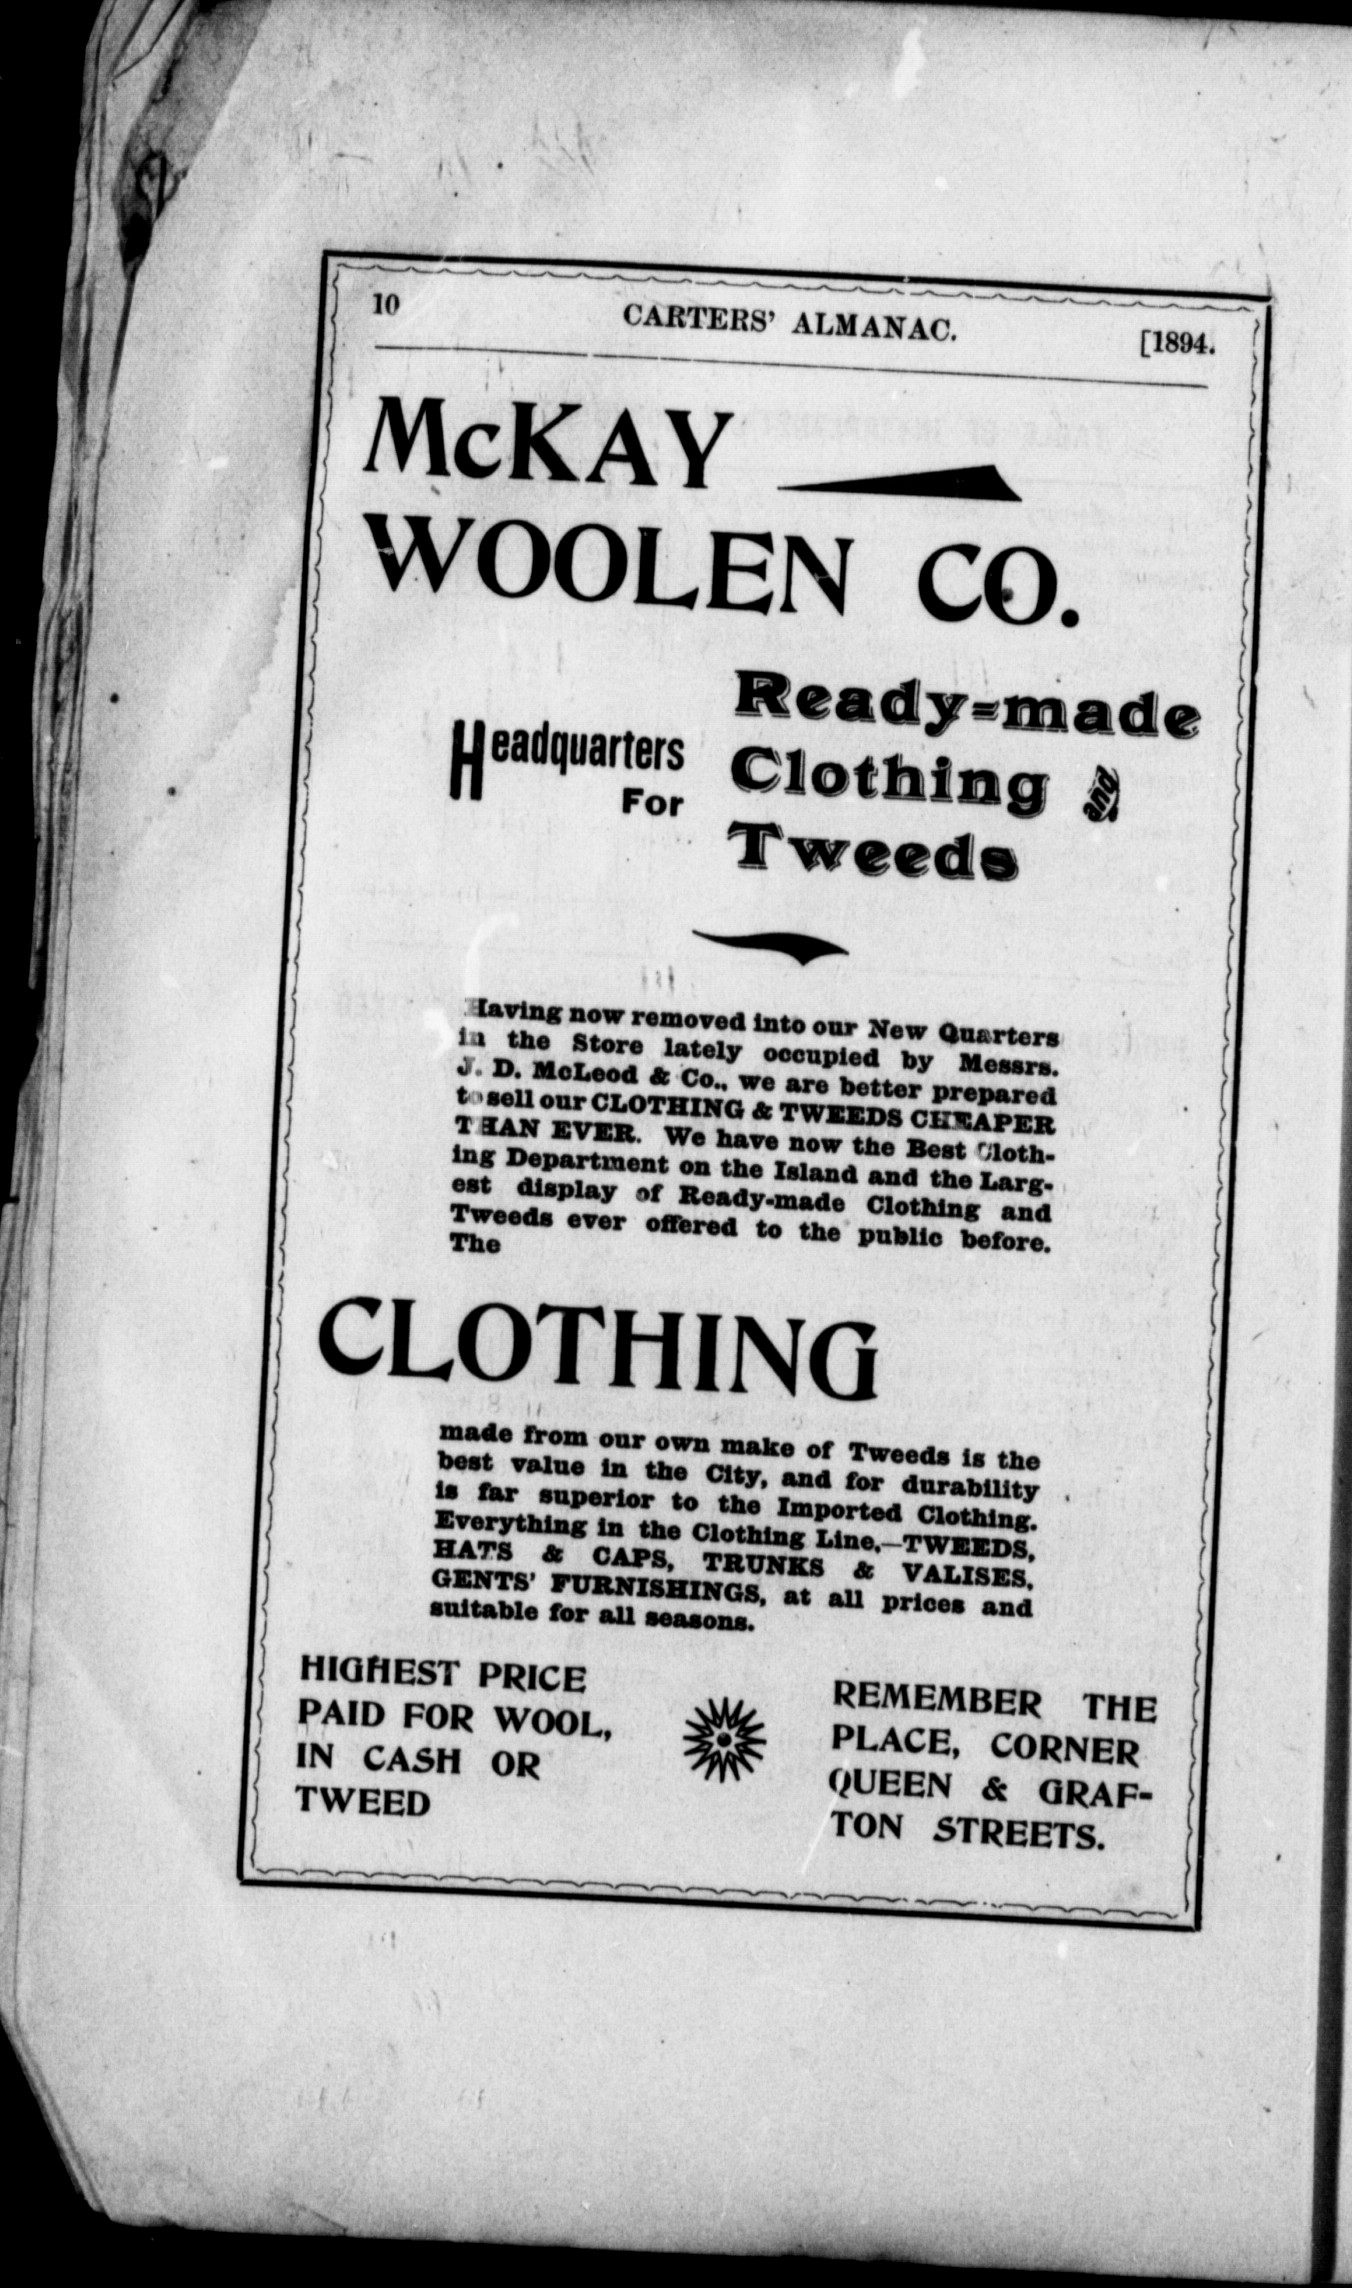 10
CARTERS' ALMANAC.
[1894.
McKAY
WOOLEN CO.
Headquarters
For
Ready-made
Clothing and
Tweeds
Having now removed into our New Quarters
in the Store lately occupied by Messrs.
J. D. McLeod & Co., we are better prepared
to sell our CLOTHING & TWEEDS CHEAPER
THAN EVER. We have now the Best Cloth-
ing Department on the Island and the Larg-
est display of Ready-made Clothing and
Tweeds ever offered to the public before.
The
CLOTHING
made from our own make of Tweeds is the
best value in the City, and for durability
is far superior to the Imported Clothing.
Everything in the Clothing Line,—TWEEDS,
HATS & CAPS, TRUNKS & VALISES,
GENTS' FURNISHINGS, at all prices and
suitable for all seasons.
HIGHEST PRICE
PAID FOR WOOL,
IN CASH OR
TWEED
REMEMBER THE
PLACE, CORNER
QUEEN & GRAF-
TON STREETS.